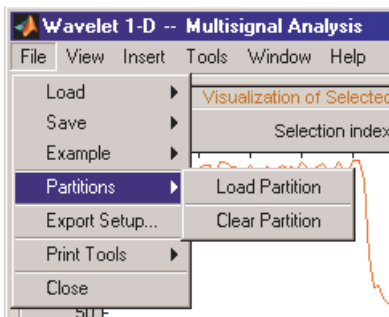 Wavelet 1-D -- Multisignal Analysis
File View Insert Tools Window Help
Load
Visualization of Selected
Save
Selection index
Example
Partitions
Load Partition
Export Setup...
Clear Partition
Print Tools
Close
50